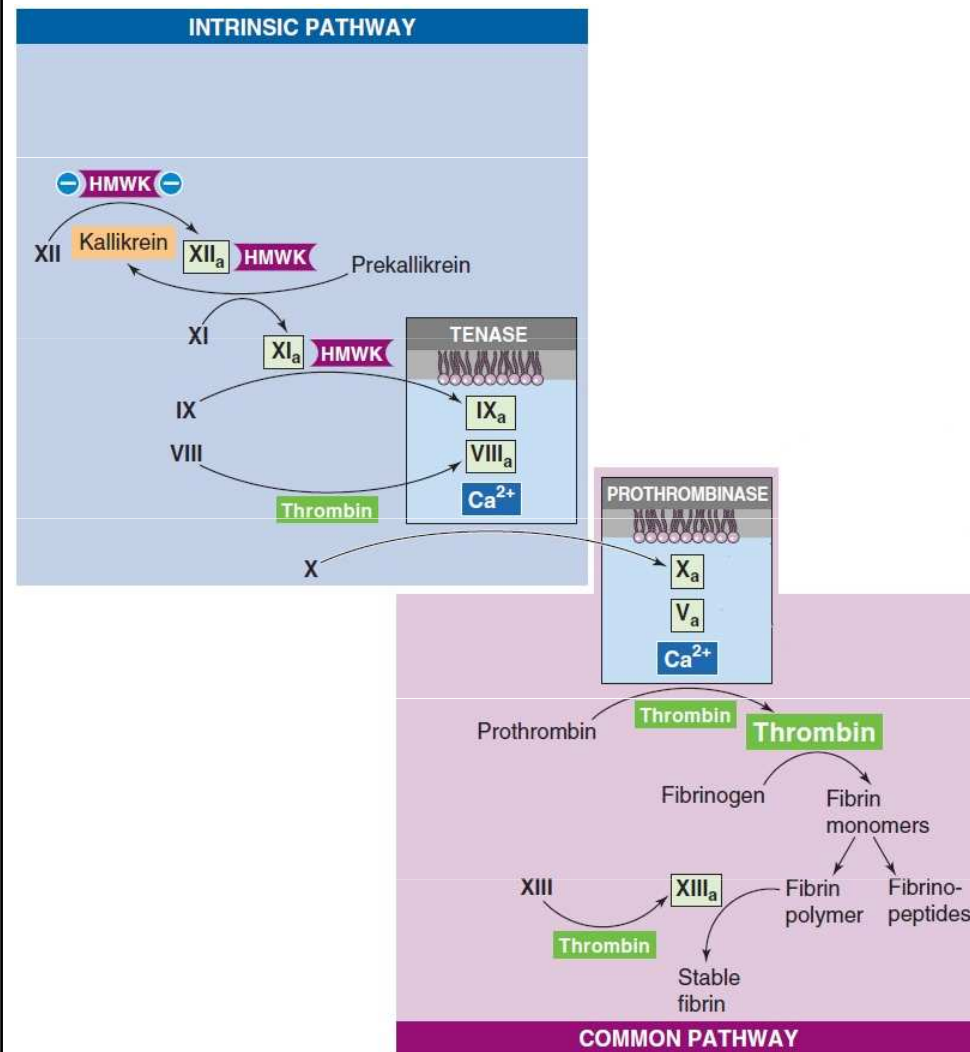 INTRINSIC PATHWAY
− HMWK −
XII
Kallikrein
XIIa HMWK
Prekallikrein
XI
XIa HMWK
TENASE
IX
IXa
VIII
VIIIa
Thrombin
Ca2+
X
PROTHROMBINASE
Xa
Va
Ca2+
Prothrombin
Thrombin
Thrombin
Fibrinogen
Fibrin
monomers
XIII
XIIIa
Thrombin
Fibrin
polymer
Fibrino-
peptides
Stable
fibrin
COMMON PATHWAY